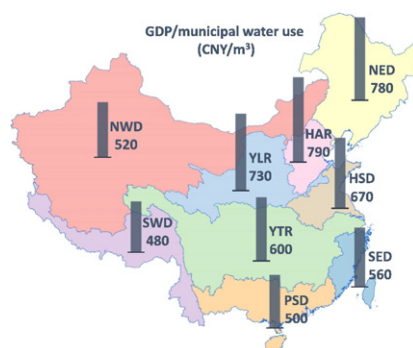 GDP/municipal water use
(CNY/m³)
NED
780
NWD
520
HAR
790
YLR
730
HSD
670
SWD
480
YTR
600
SED
560
PSD
500